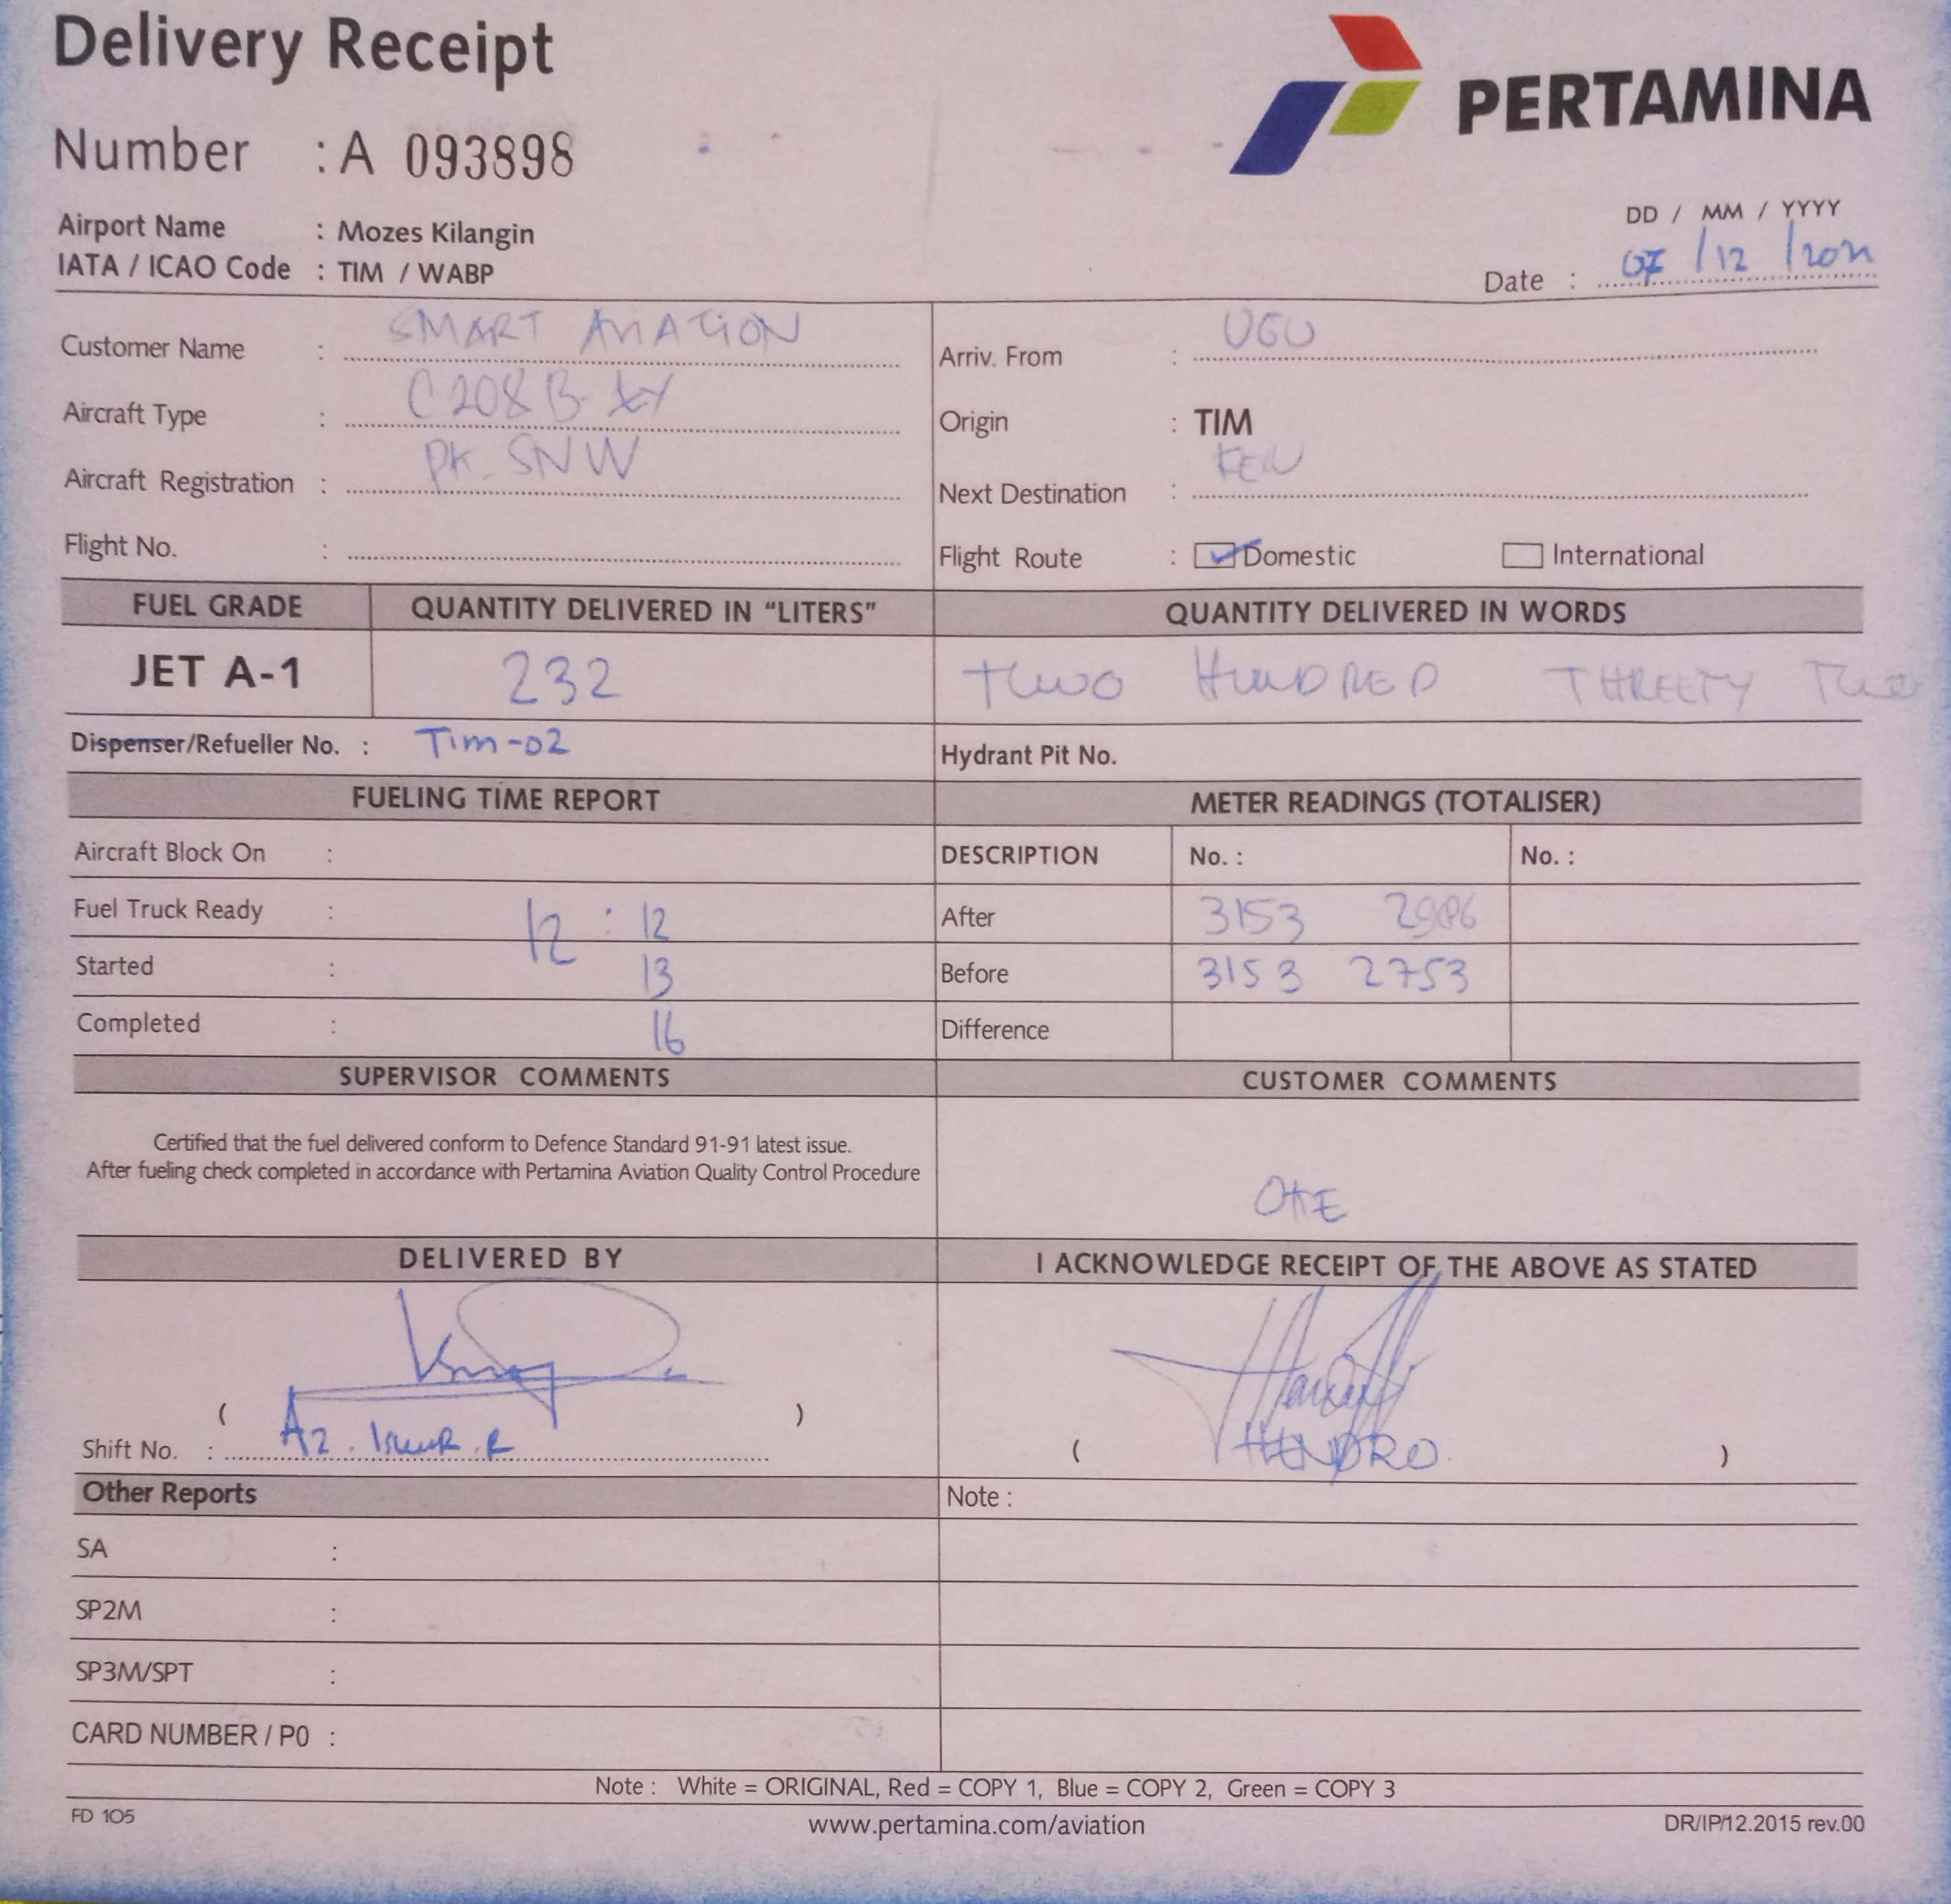 Delivery Receipt
PERTAMINA
Number : A 093898
Airport Name : Mozes Kilangin
IATA / ICAO Code : TIM / WABP
DD / MM / YYYY
Date : 07 / 12 /
Customer Name : SMART AVIATION
Arriv. From : UGU
Aircraft Type : C208B-
Origin : TIM
Aircraft Registration : PK. SNW
Next Destination :
Flight No. :
Flight Route : Domestic International
FUEL GRADE QUANTITY DELIVERED IN “LITERS” QUANTITY DELIVERED IN WORDS
JET A-1 232 TWO HUNDRED THREETY TWO
Dispenser/Refueller No. : Tim-02
Hydrant Pit No.
FUELING TIME REPORT METER READINGS (TOTALISER)
Aircraft Block On :
DESCRIPTION No. : No. :
Fuel Truck Ready : 12 : 12
After 3153
Started : 13
Before 3153 2753
Completed : 16
Difference
SUPERVISOR COMMENTS CUSTOMER COMMENTS
Certified that the fuel delivered conform to Defence Standard 91-91 latest issue.
After fueling check completed in accordance with Pertamina Aviation Quality Control Procedure
OKE
DELIVERED BY I ACKNOWLEDGE RECEIPT OF THE ABOVE AS STATED
( )
Shift No. : A2.
( HENDRO. )
Other Reports Note :
SA :
SP2M :
SP3M/SPT :
CARD NUMBER / P0 :
Note : White = ORIGINAL, Red = COPY 1, Blue = COPY 2, Green = COPY 3
FD 105 www.pertamina.com/aviation DR/IP/12.2015 rev.00